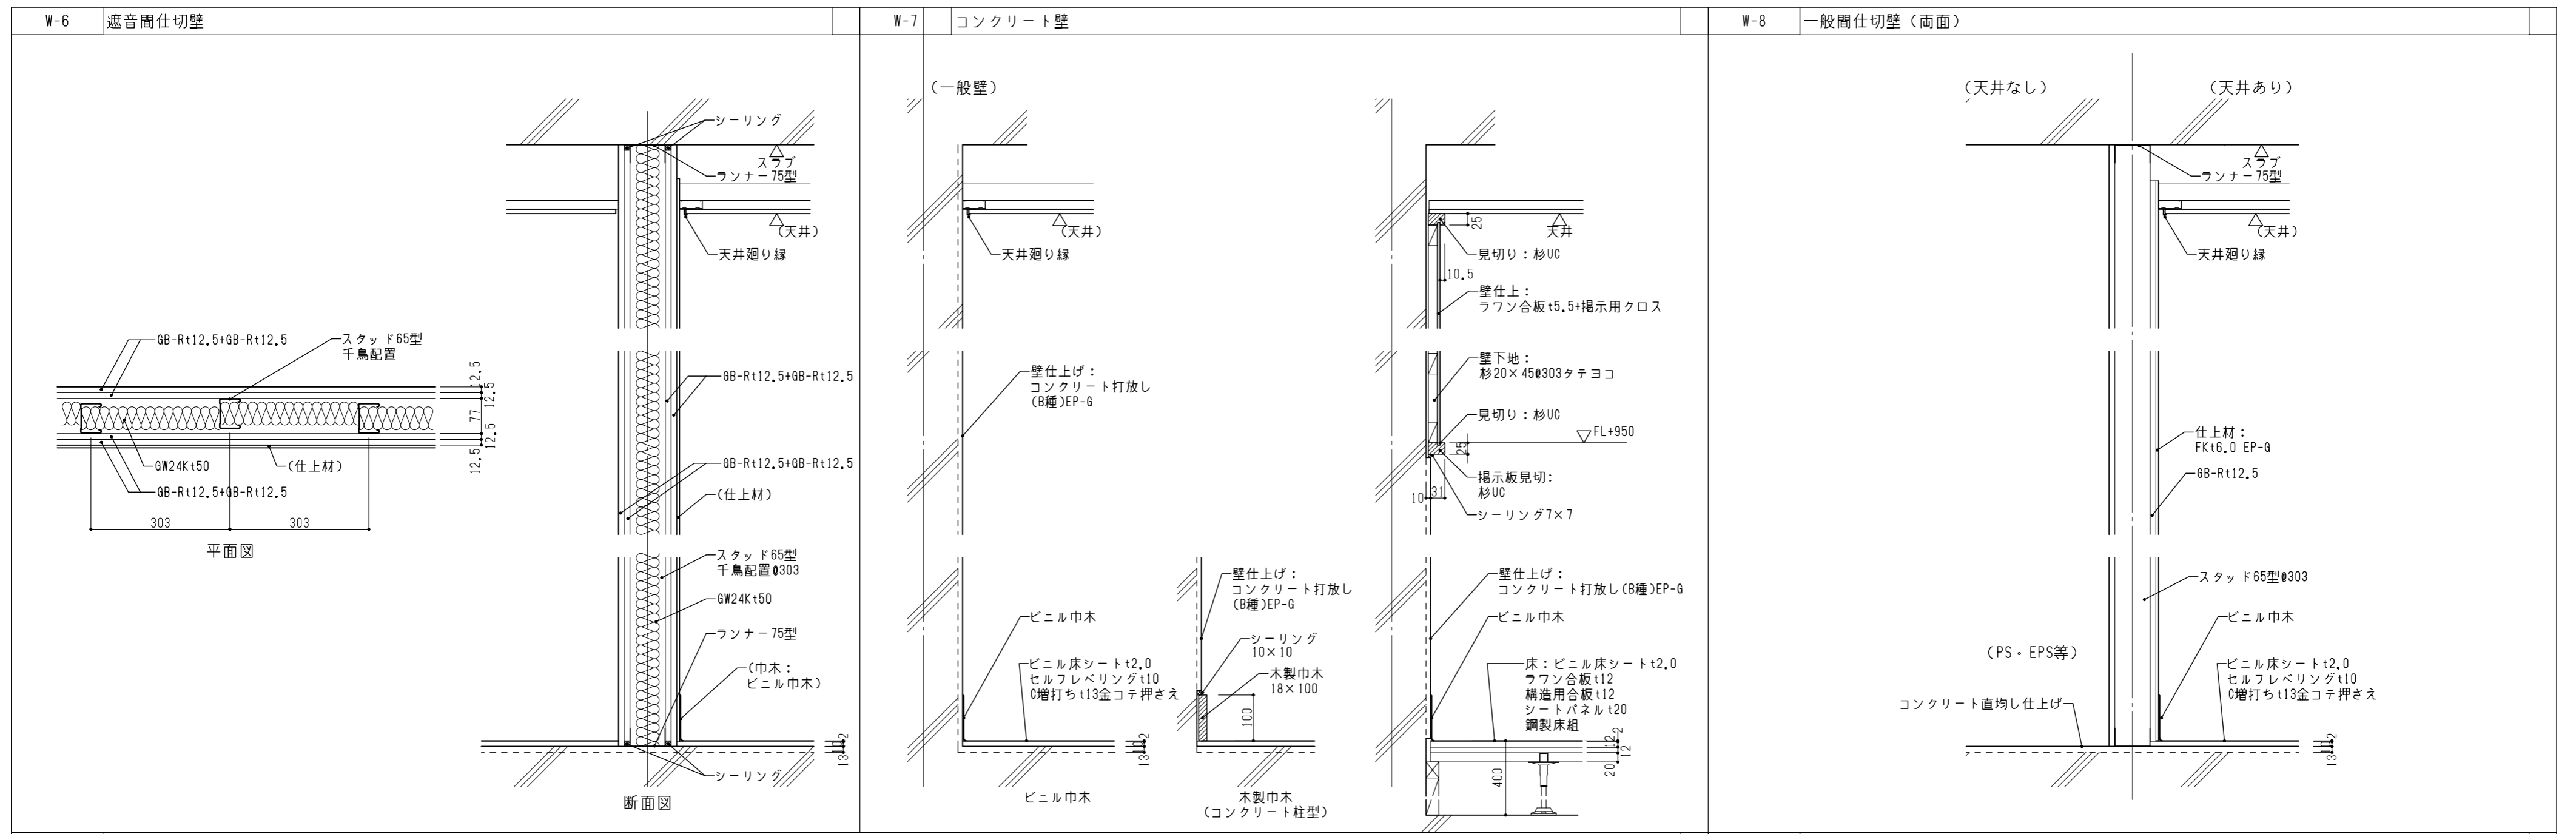 W-6 遮音間仕切壁
GB-Rt12.5+GB-Rt12.5
スタッド65型
千鳥配置
12.5
12.5
77
12.5
12.5
GW24Kt50
(仕上材)
GB-Rt12.5+GB-Rt12.5
303
303
平面図
シーリング
スラブ
ランナー75型
(天井)
天井廻り縁
GB-Rt12.5+GB-Rt12.5
GB-Rt12.5+GB-Rt12.5
(仕上材)
スタッド65型
千鳥配置@303
GW24Kt50
ランナー75型
(巾木:
ビニル巾木)
13
10
2
シーリング
断面図
W-7 コンクリート壁
(一般壁)
(天井)
天井廻り縁
壁仕上げ:
コンクリート打放し
(B種)EP-G
ビニル巾木
ビニル床シートt2.0
セルフレベリングt10
C増打ちt13金コテ押さえ
13
10
2
ビニル巾木
壁仕上げ:
コンクリート打放し
(B種)EP-G
シーリング
10×10
木製巾木
18×100
100
木製巾木
(コンクリート柱型)
25
天井
見切り:杉UC
10.5
壁仕上:
ラワン合板t5.5+掲示用クロス
壁下地:
杉20×45@303タテヨコ
見切り:杉UC
FL+950
25
掲示板見切:
杉UC
10
31
シーリング7×7
壁仕上げ:
コンクリート打放し(B種)EP-G
ビニル巾木
床:ビニル床シートt2.0
ラワン合板t12
構造用合板t12
シートパネルt20
鋼製床組
2
12
12
20
400
W-8 一般間仕切壁(両面)
(天井なし)
(天井あり)
スラブ
ランナー75型
(天井)
天井廻り縁
仕上材:
FKt6.0 EP-G
GB-Rt12.5
スタッド65型@303
ビニル巾木
(PS・EPS等)
ビニル床シートt2.0
セルフレベリングt10
C増打ちt13金コテ押さえ
コンクリート直均し仕上げ
13
10
2